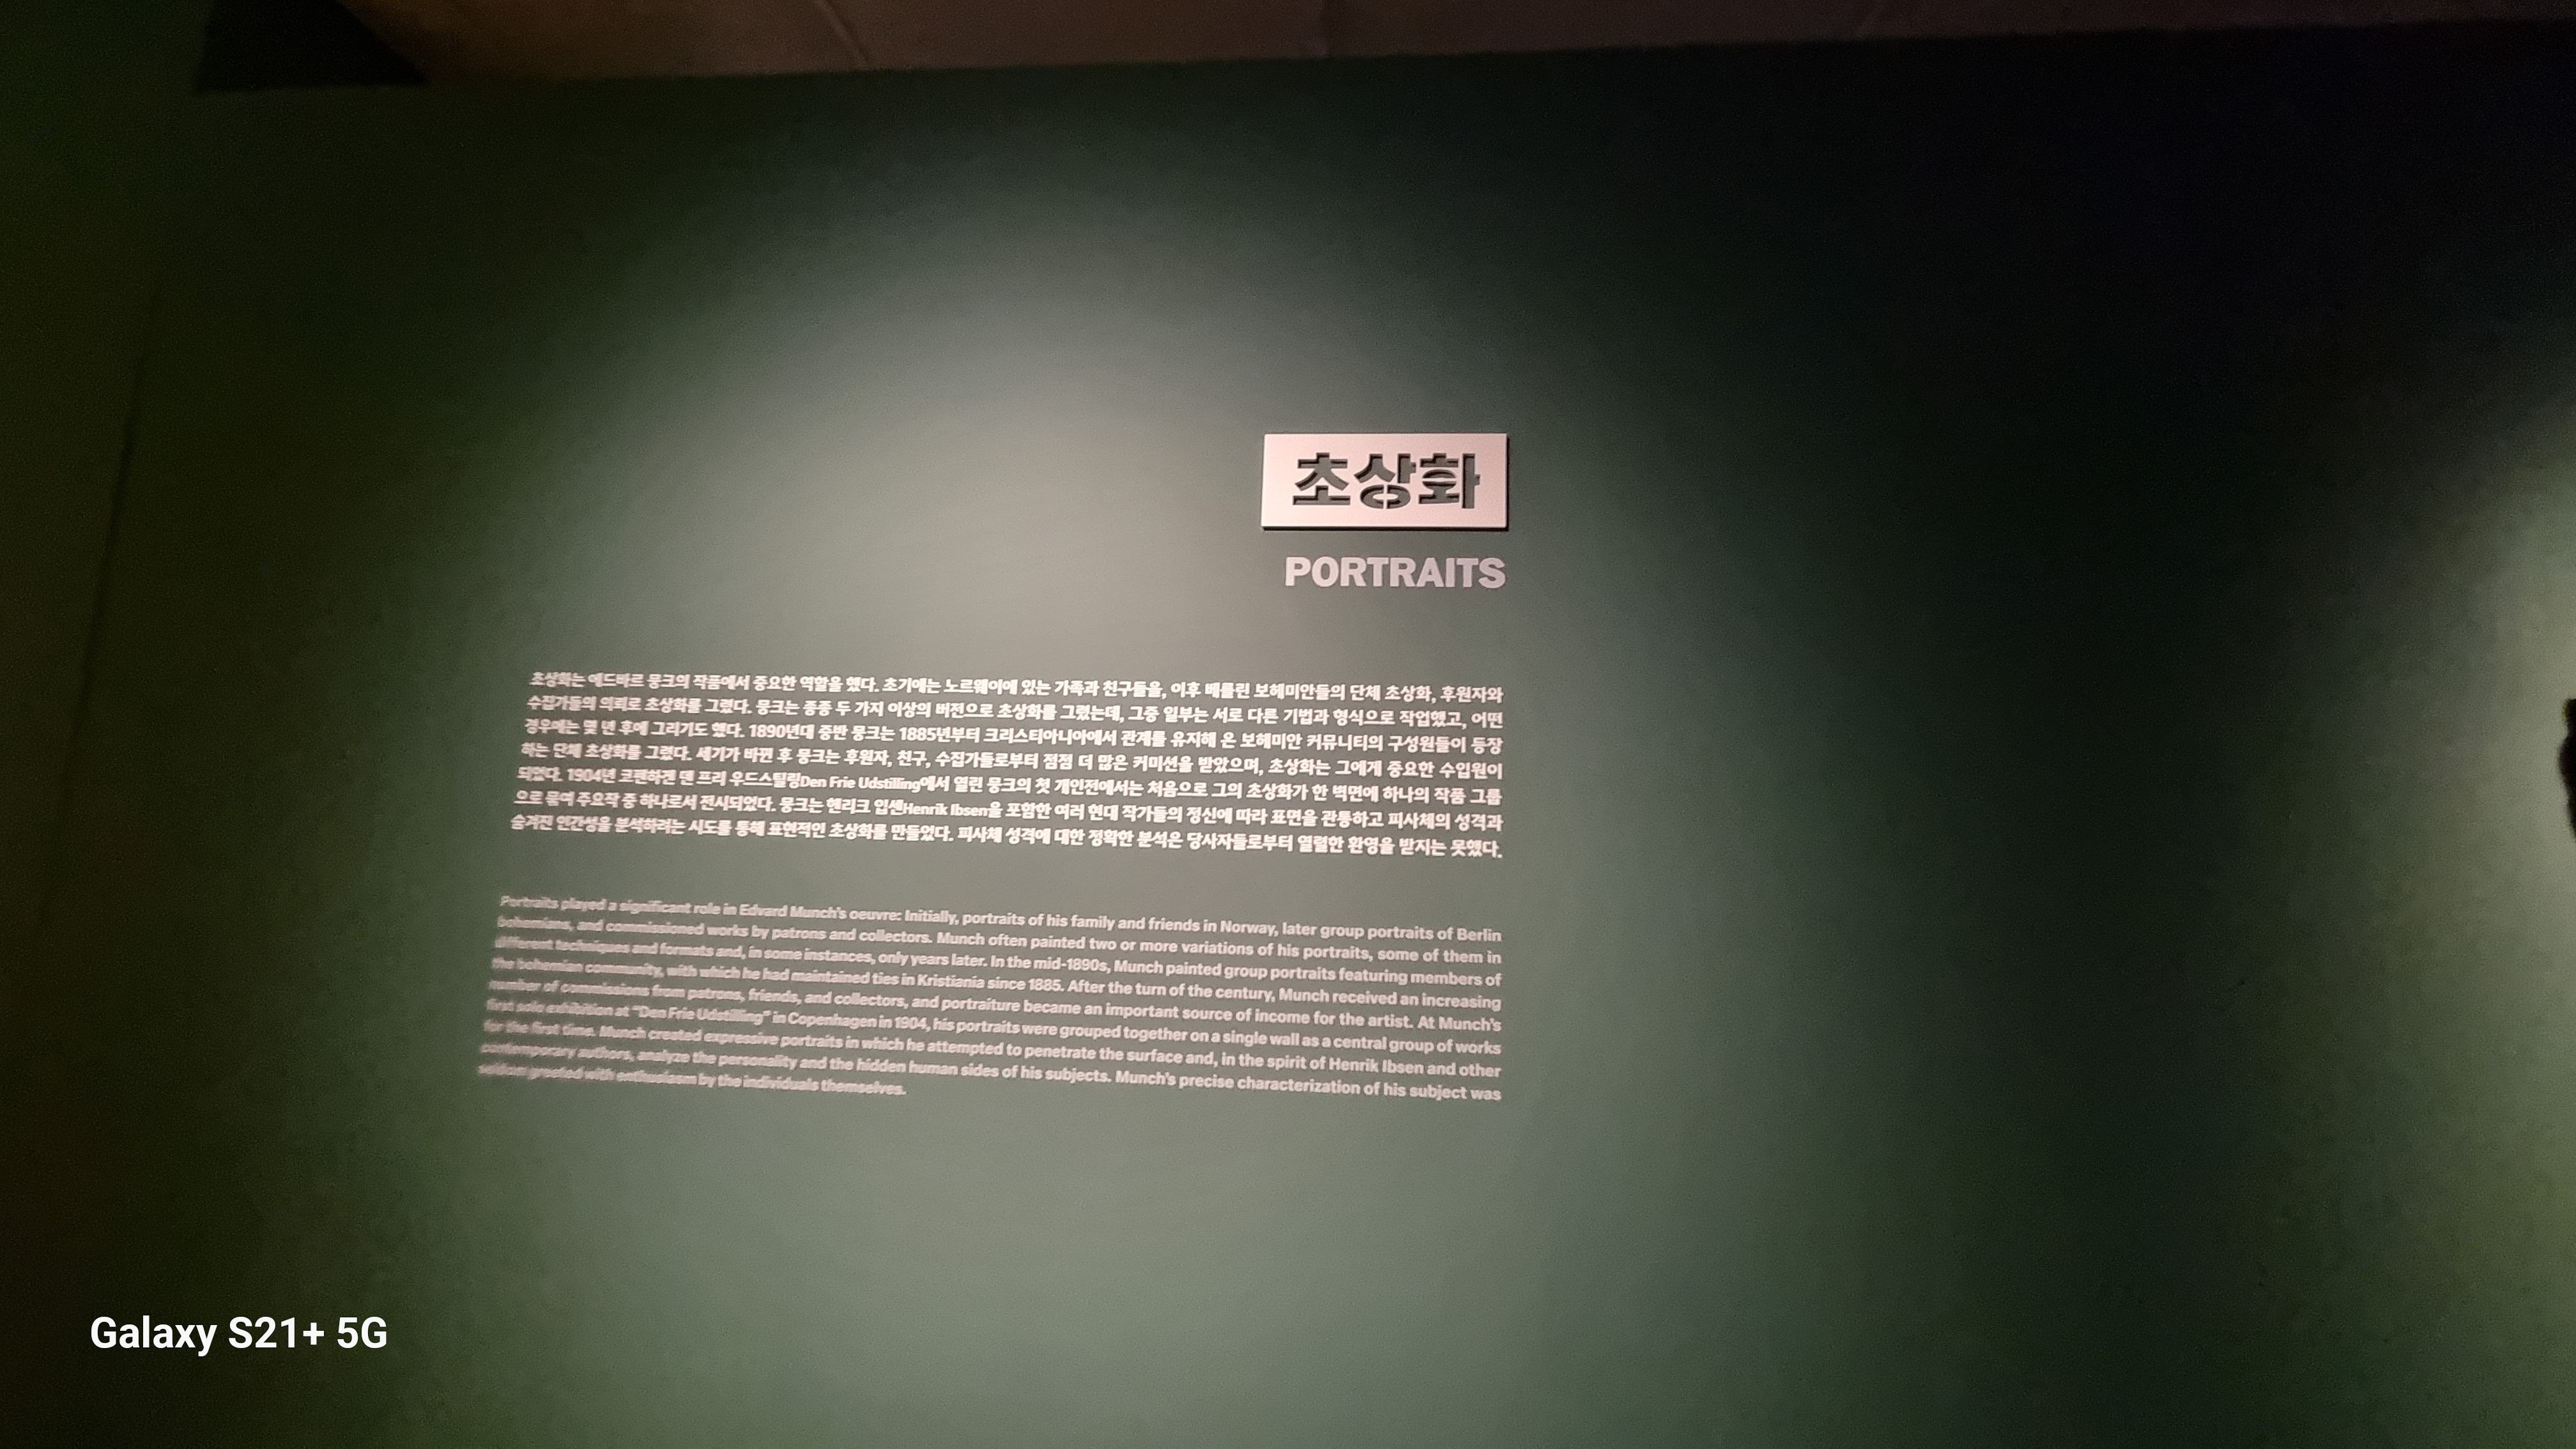 초상화
PORTRAITS
초상화는 에드바르 뭉크의 작품에서 중요한 역할을 했다. 초기에는 노르웨이에 있는 가족과 친구들을, 이후 베를린 보헤미안들의 단체 초상화, 후원자와
수집가들의 의뢰로 초상화를 그렸다. 뭉크는 종종 두 가지 이상의 버전으로 초상화를 그렸는데, 그중 일부는 서로 다른 기법과 형식으로 작업했고, 어떤
경우에는 몇 년 후에 그리기도 했다. 1890년대 중반 뭉크는 1885년부터 크리스티아니아에서 관계를 유지해 온 보헤미안 커뮤니티의 구성원들이 등장
하는 단체 초상화를 그렸다. 세기가 바뀐 후 뭉크는 후원자, 친구, 수집가들로부터 점점 더 많은 커미션을 받았으며, 초상화는 그에게 중요한 수입원이
되었다. 1904년 코펜하겐 덴 프리 우드스틸링Den Frie Udstilling에서 열린 뭉크의 첫 개인전에서는 처음으로 그의 초상화가 한 벽면에 하나의 작품 그룹
으로 묶여 주요작 중 하나로서 전시되었다. 뭉크는 헨리크 입센Henrik Ibsen을 포함한 여러 현대 작가들의 정신에 따라 표면을 관통하고 피사체의 성격과
숨겨진 인간성을 분석하려는 시도를 통해 표현적인 초상화를 만들었다. 피사체 성격에 대한 정확한 분석은 당사자들로부터 열렬한 환영을 받지는 못했다.
Portraits played a significant role in Edvard Munch's oeuvre: Initially, portraits of his family and friends in Norway, later group portraits of Berlin
bohemians, and commissioned works by patrons and collectors. Munch often painted two or more variations of his portraits, some of them in
different techniques and formats and, in some instances, only years later. In the mid-1890s, Munch painted group portraits featuring members of
the bohemian community, with which he had maintained ties in Kristiania since 1885. After the turn of the century, Munch received an increasing
number of commissions from patrons, friends, and collectors, and portraiture became an important source of income for the artist. At Munch's
first solo exhibition at "Den Frie Udstilling" in Copenhagen in 1904, his portraits were grouped together on a single wall as a central group of works
for the first time. Munch created expressive portraits in which he attempted to penetrate the surface and, in the spirit of Henrik Ibsen and other
contemporary authors, analyze the personality and the hidden human sides of his subjects. Munch's precise characterization of his subject was
seldom greeted with enthusiasm by the individuals themselves.
Galaxy S21+ 5G